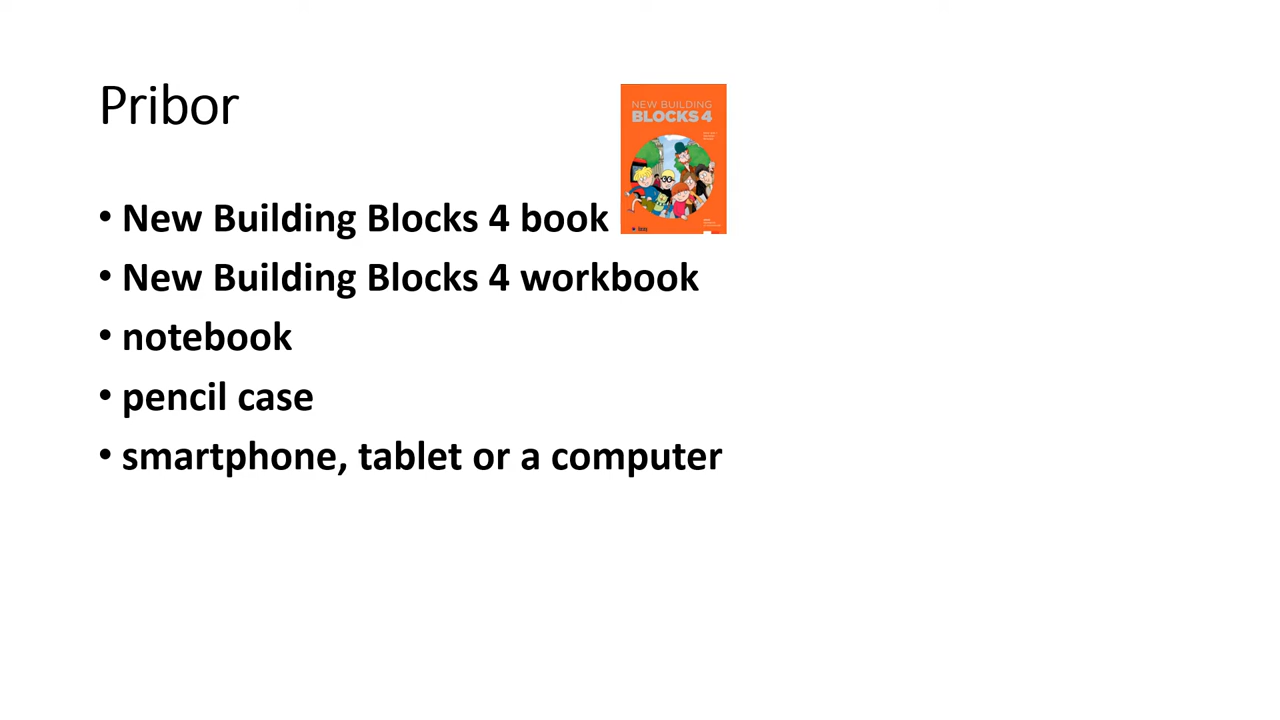 Pribor
NEW BUILDING
BLOCKS 4
• New Building Blocks 4 book
• New Building Blocks 4 workbook
• notebook
• pencil case
• smartphone, tablet or a computer